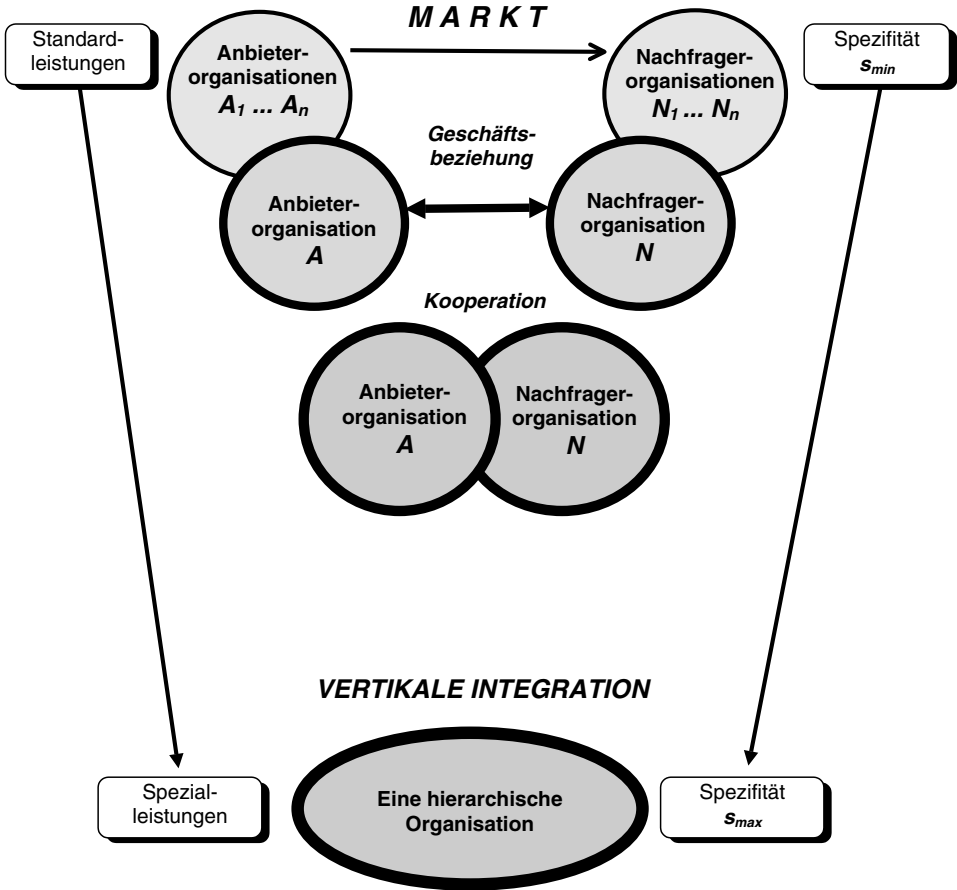 M A R K T
Standard-
leistungen
Anbieter-
organisationen
A1 ... An
Nachfrager-
organisationen
N1 ... Nn
Spezifität
smin
Geschäfts-
beziehung
Anbieter-
organisation
A
Nachfrager-
organisation
N
Kooperation
Anbieter-
organisation
A
Nachfrager-
organisation
N
VERTIKALE INTEGRATION
Spezial-
leistungen
Eine hierarchische
Organisation
Spezifität
smax